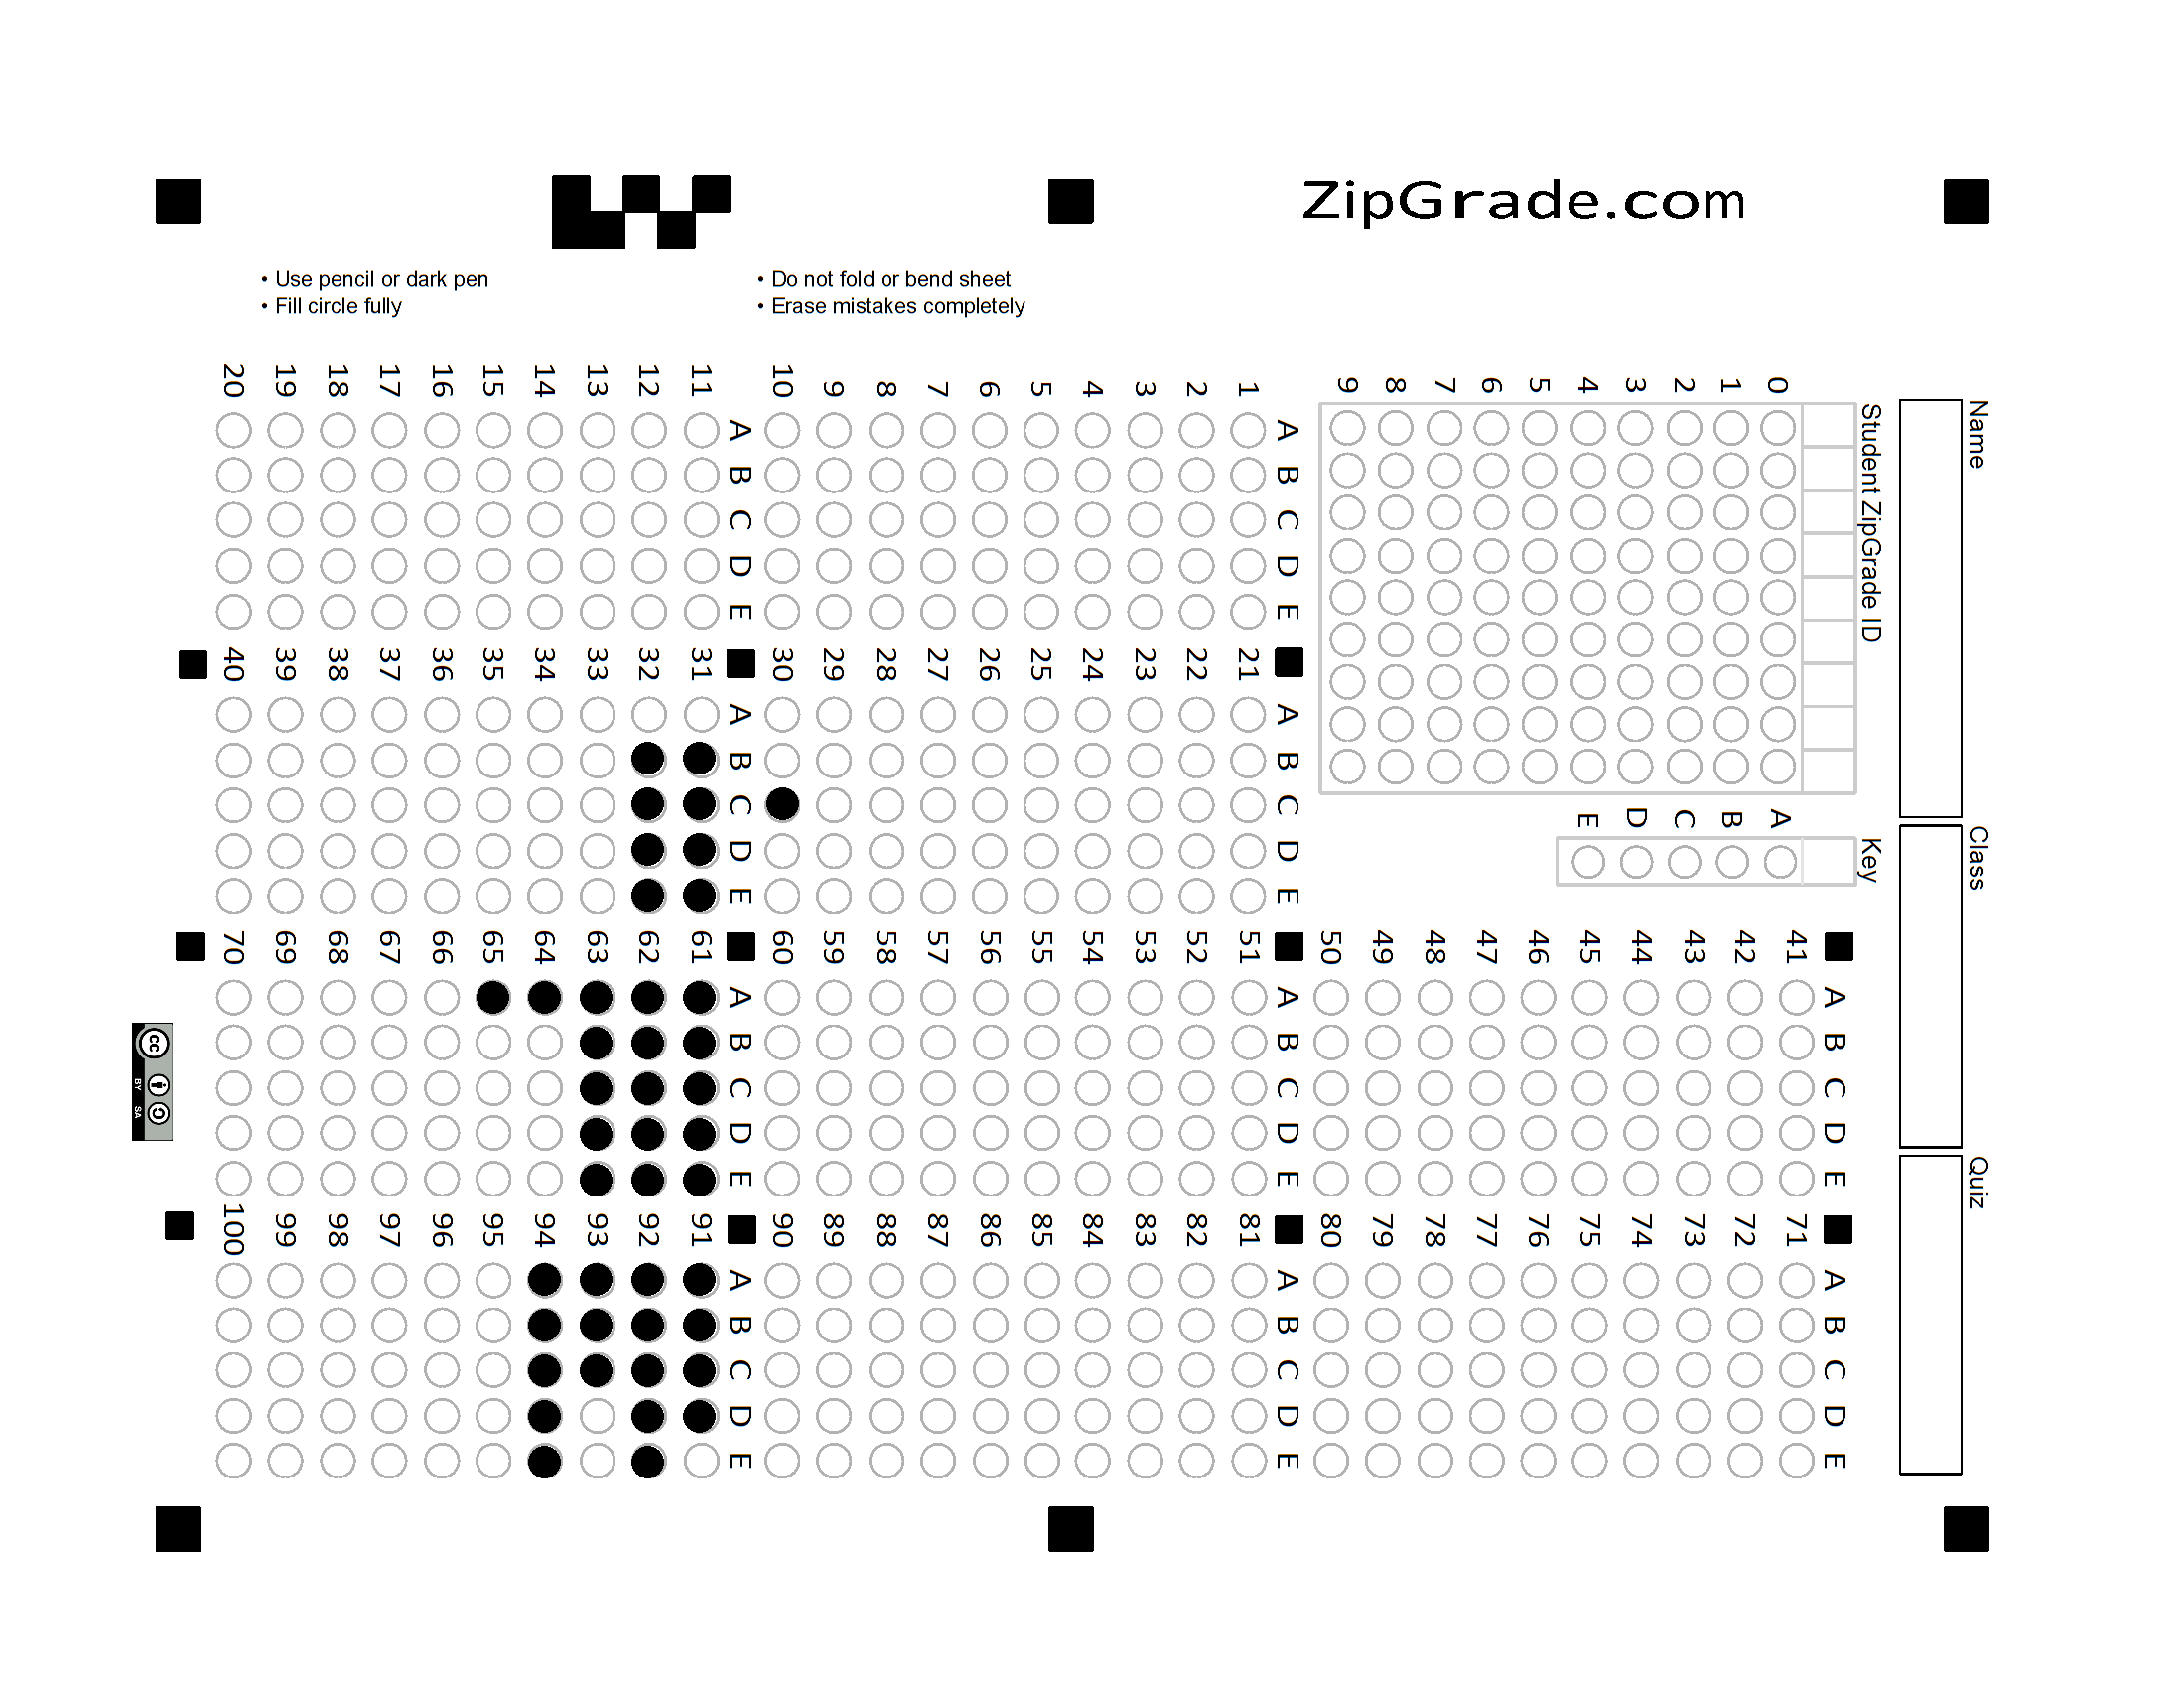 ZipGrade.com
• Use pencil or dark pen
• Fill circle fully
• Do not fold or bend sheet
• Erase mistakes completely
Name
Class
Quiz
Student ZipGrade ID
0 1 2 3 4 5 6 7 8 9
Key
A B C D E
A B C D E
1 2 3 4 5 6 7 8 9 10
A B C D E
11 12 13 14 15 16 17 18 19 20
A B C D E
21 22 23 24 25 26 27 28 29 30
A B C D E
31 32 33 34 35 36 37 38 39 40
A B C D E
41 42 43 44 45 46 47 48 49 50
A B C D E
51 52 53 54 55 56 57 58 59 60
A B C D E
61 62 63 64 65 66 67 68 69 70
A B C D E
71 72 73 74 75 76 77 78 79 80
A B C D E
81 82 83 84 85 86 87 88 89 90
A B C D E
91 92 93 94 95 96 97 98 99 100
cc
BY SA